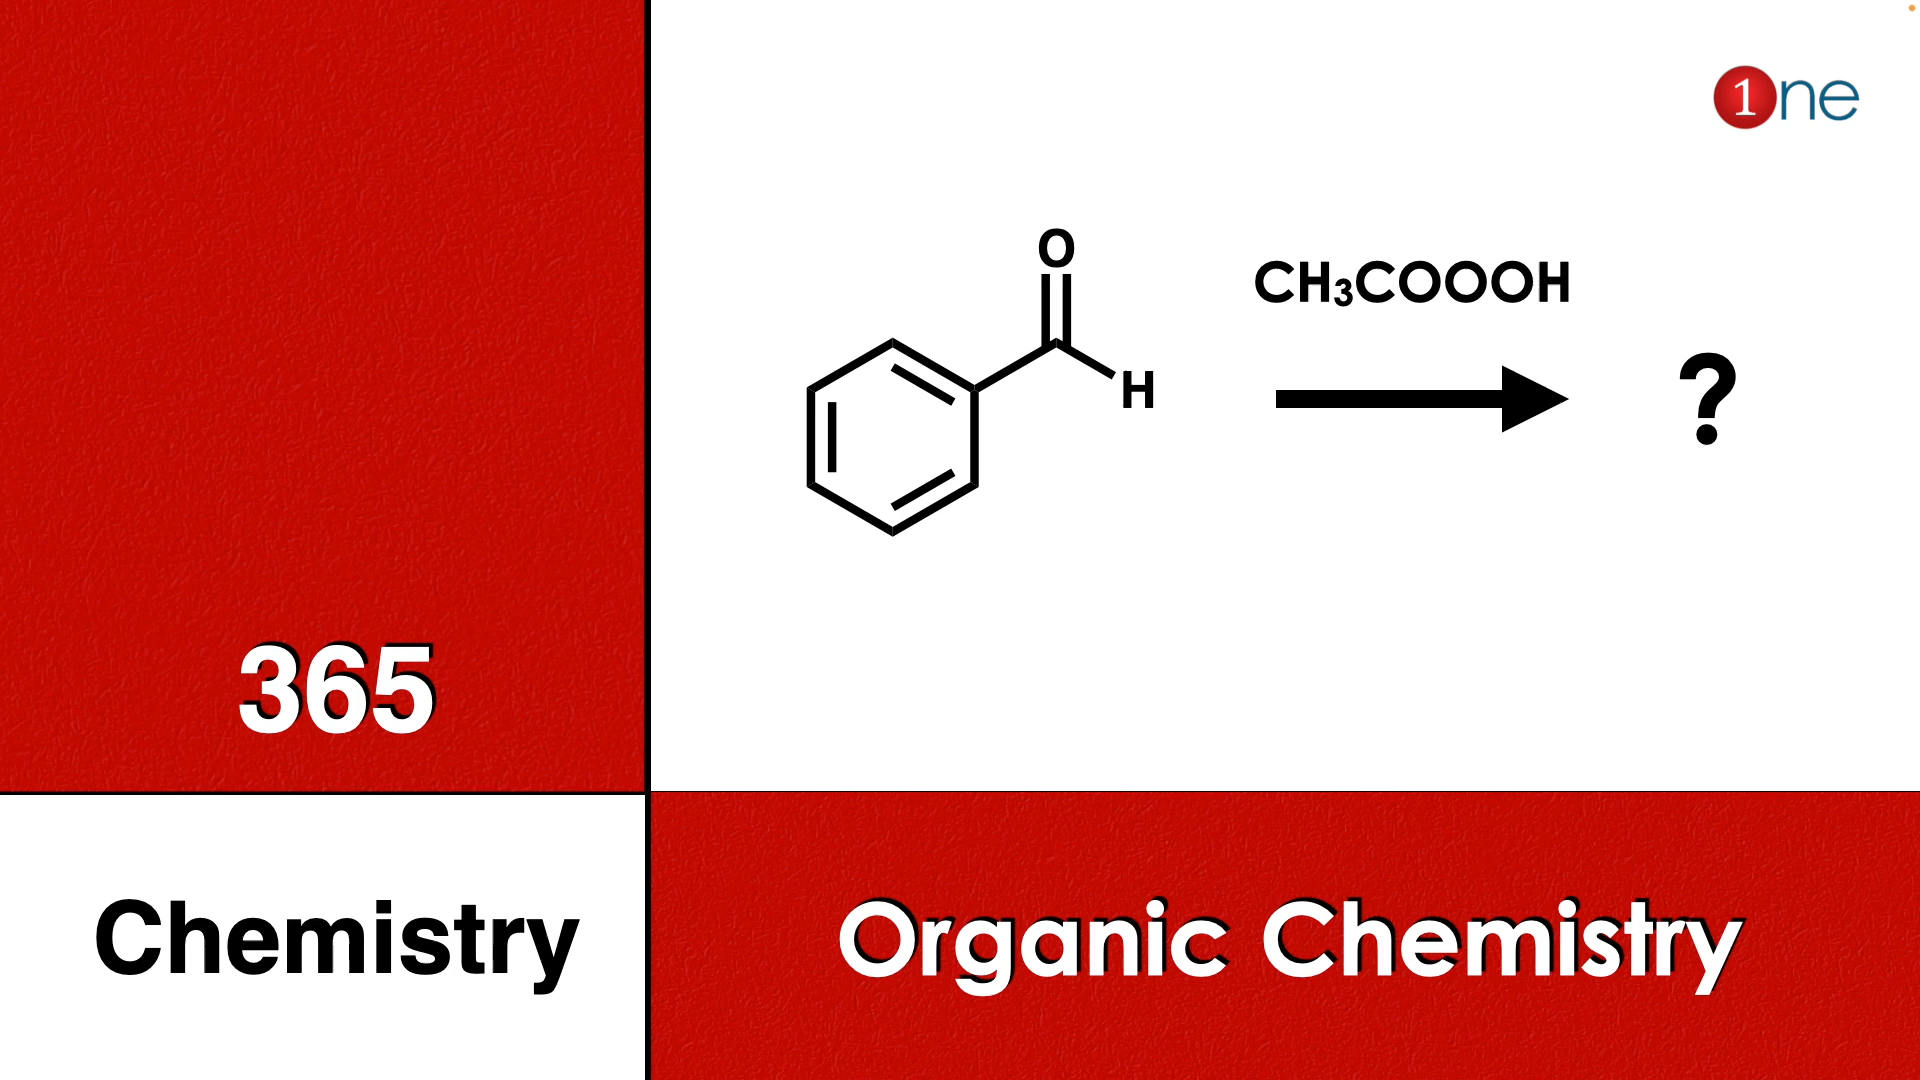 1ne
O
H
CH₃COOOH
?
365
Chemistry
Organic Chemistry